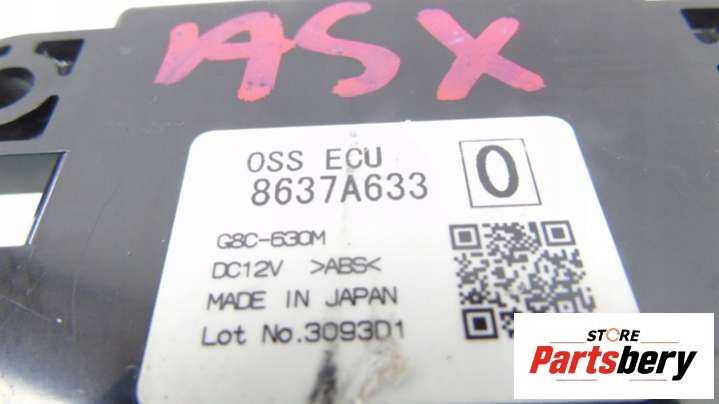 ASX
OSS ECU
8637A633
0
G8C-630M
DC12V >ABS<
MADE IN JAPAN
Lot No.3093D1
STORE
Partsbery